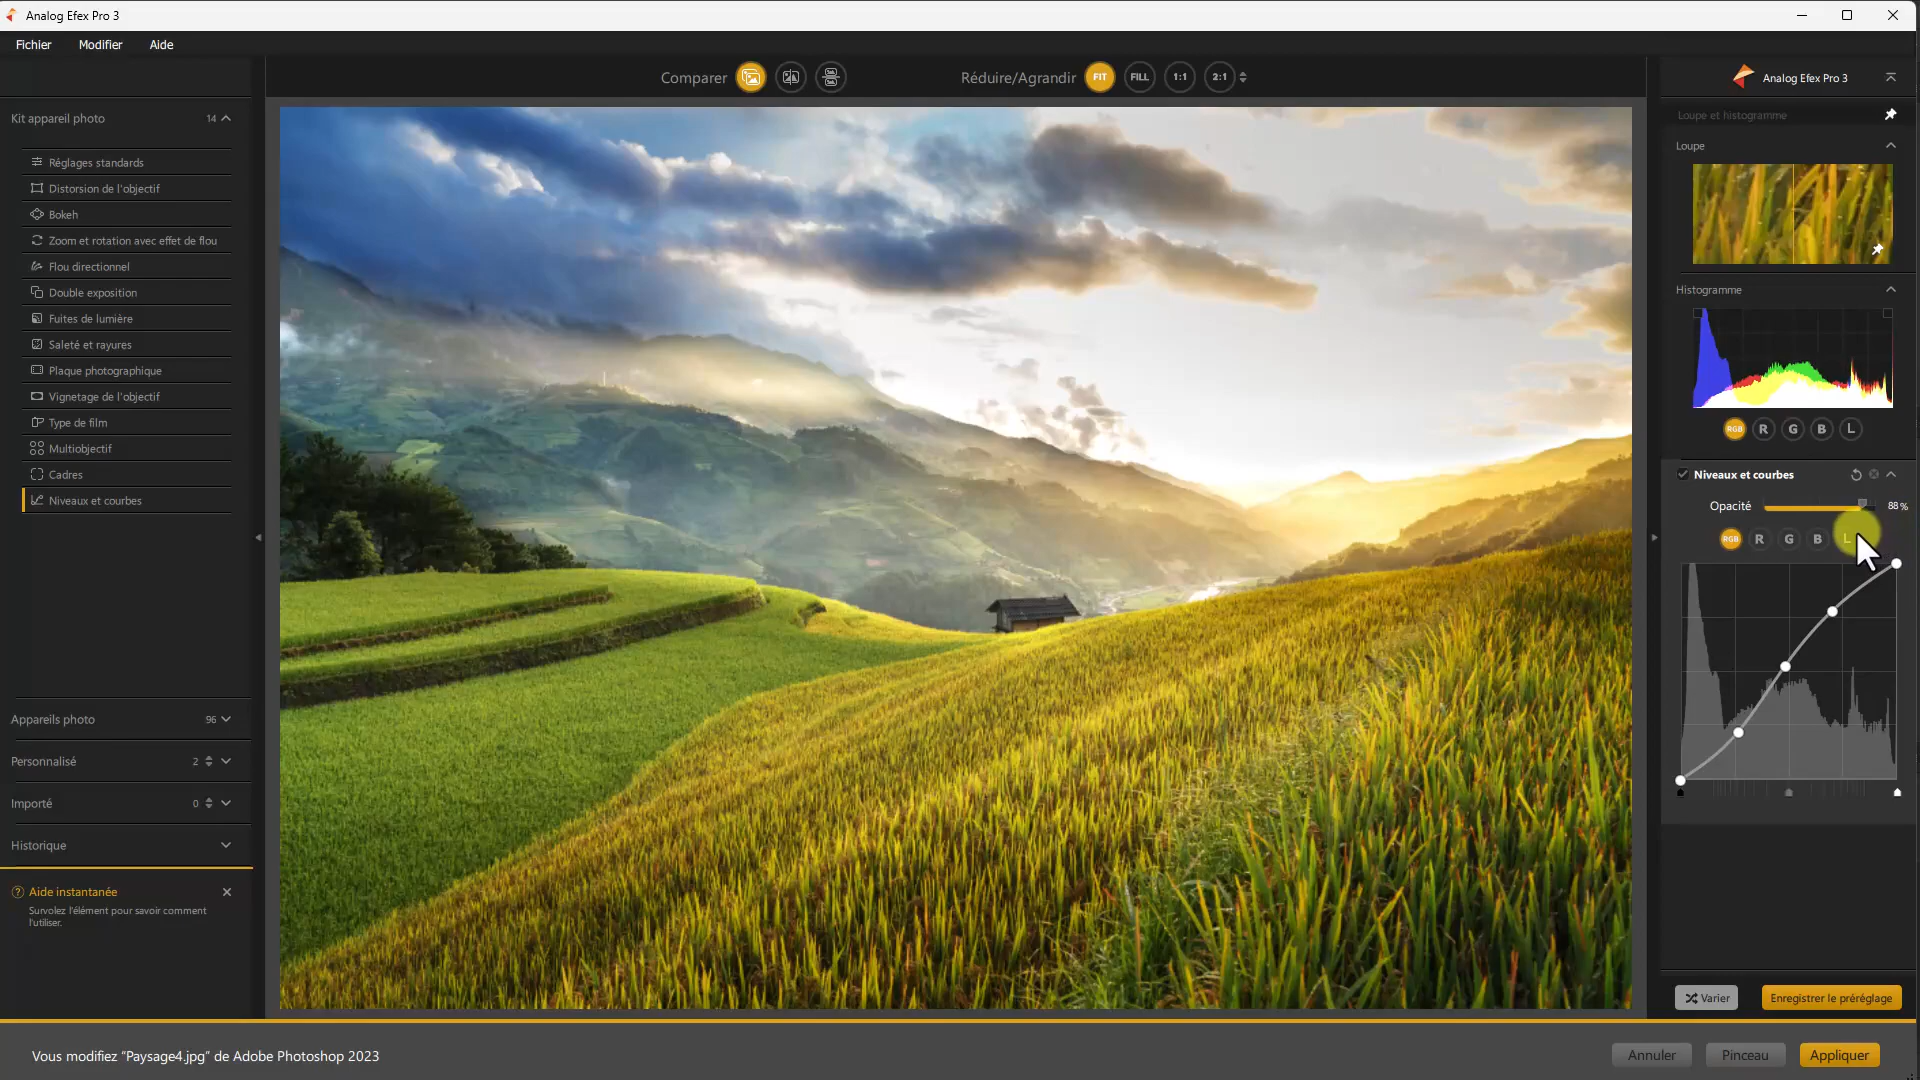 Analog Efex Pro 3
Fichier Modifier Aide
Comparer
Réduire/Agrandir FIT FILL 1:1 2:1
Analog Efex Pro 3
Kit appareil photo 14
Réglages standards
Distorsion de l'objectif
Bokeh
Zoom et rotation avec effet de flou
Flou directionnel
Double exposition
Fuites de lumière
Saleté et rayures
Plaque photographique
Vignetage de l'objectif
Type de film
Multiobjectif
Cadres
Niveaux et courbes
Appareils photo 96
Personnalisé 2
Importé 0
Historique
? Aide instantanée
Survolez l'élément pour savoir comment
l'utiliser.
Loupe et histogramme
Loupe
Histogramme
RGB R G B L
Niveaux et courbes
Opacité 88%
RGB R G B L
Varier Enregistrer le préréglage
Vous modifiez "Paysage4.jpg" de Adobe Photoshop 2023
Annuler Pinceau Appliquer